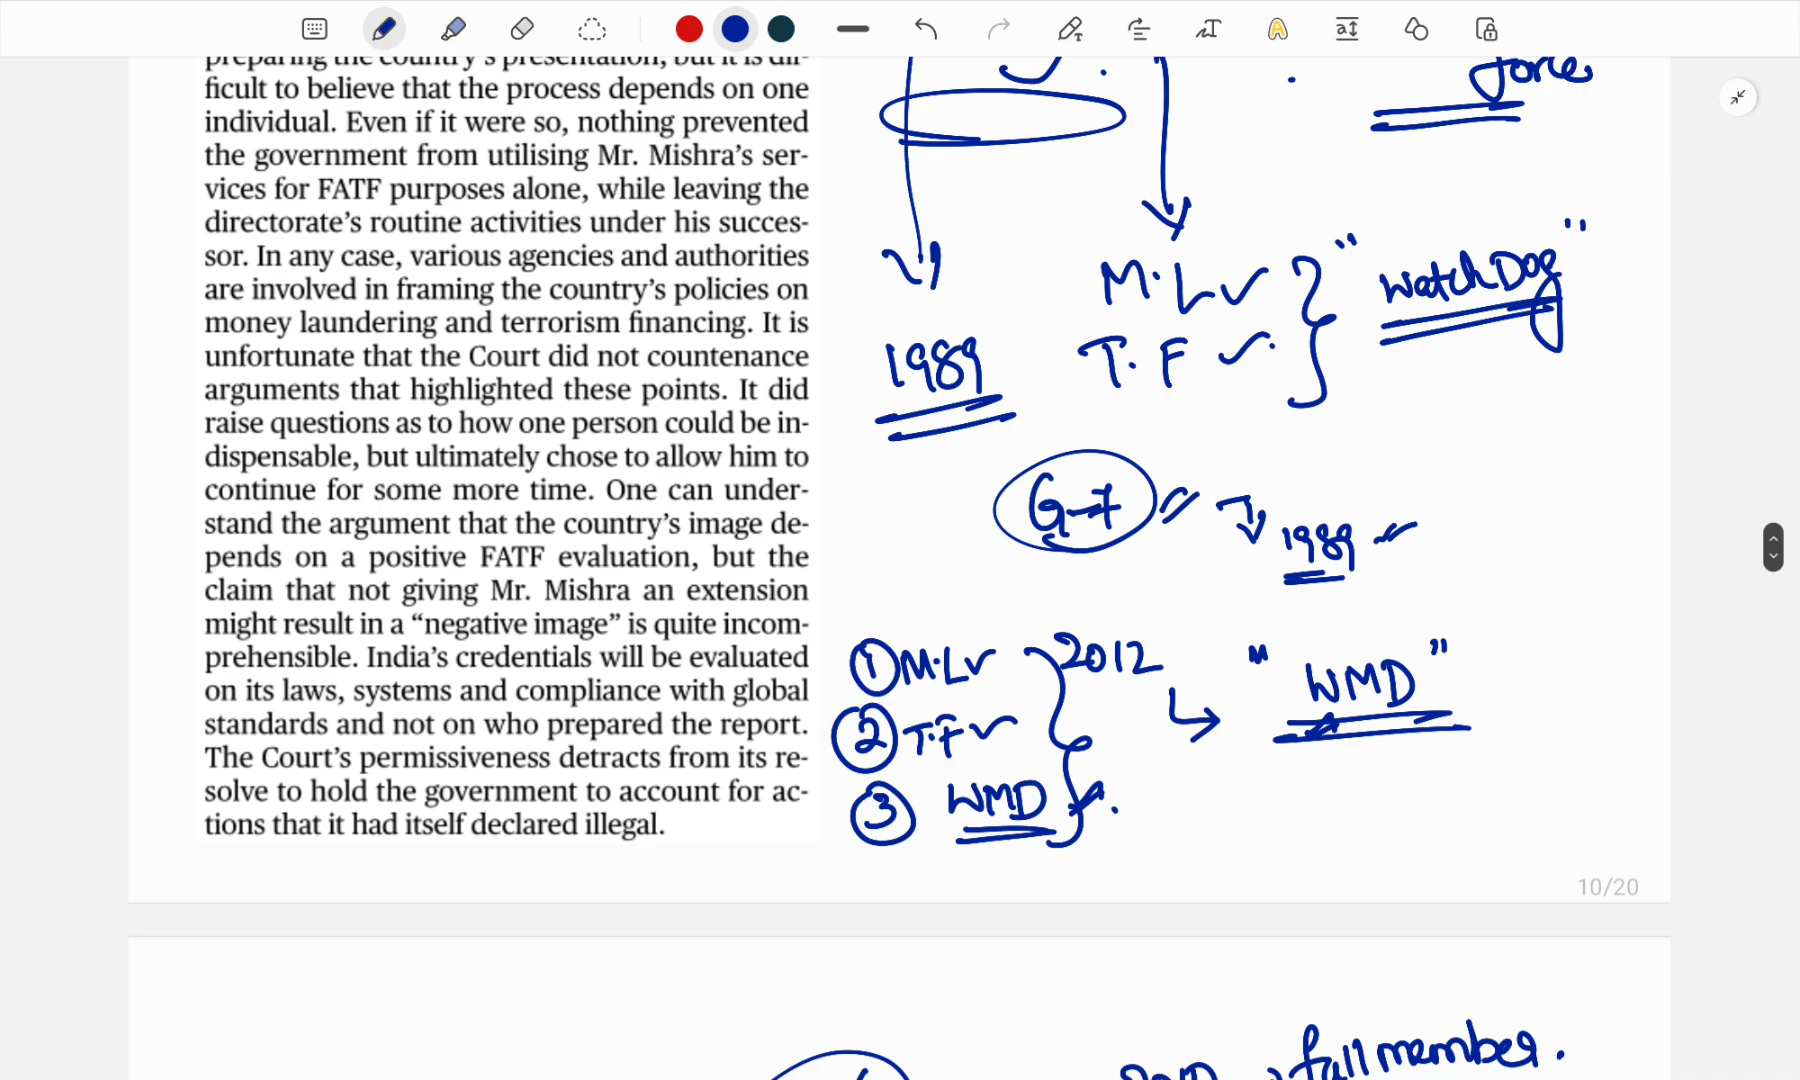 preparing the country's presentation, but it is dif-
ficult to believe that the process depends on one
individual. Even if it were so, nothing prevented
the government from utilising Mr. Mishra's ser-
vices for FATF purposes alone, while leaving the
directorate's routine activities under his succes-
sor. In any case, various agencies and authorities
are involved in framing the country's policies on
money laundering and terrorism financing. It is
unfortunate that the Court did not countenance
arguments that highlighted these points. It did
raise questions as to how one person could be in-
dispensable, but ultimately chose to allow him to
continue for some more time. One can under-
stand the argument that the country's image de-
pends on a positive FATF evaluation, but the
claim that not giving Mr. Mishra an extension
might result in a “negative image” is quite incom-
prehensible. India's credentials will be evaluated
on its laws, systems and compliance with global
standards and not on who prepared the report.
The Court's permissiveness detracts from its re-
solve to hold the government to account for ac-
tions that it had itself declared illegal.
force
M.L
T.F
"WatchDog"
1989
G-7
1989
① M.L
② T.F
③ WMD
2012
"WMD"
10/20
full member.